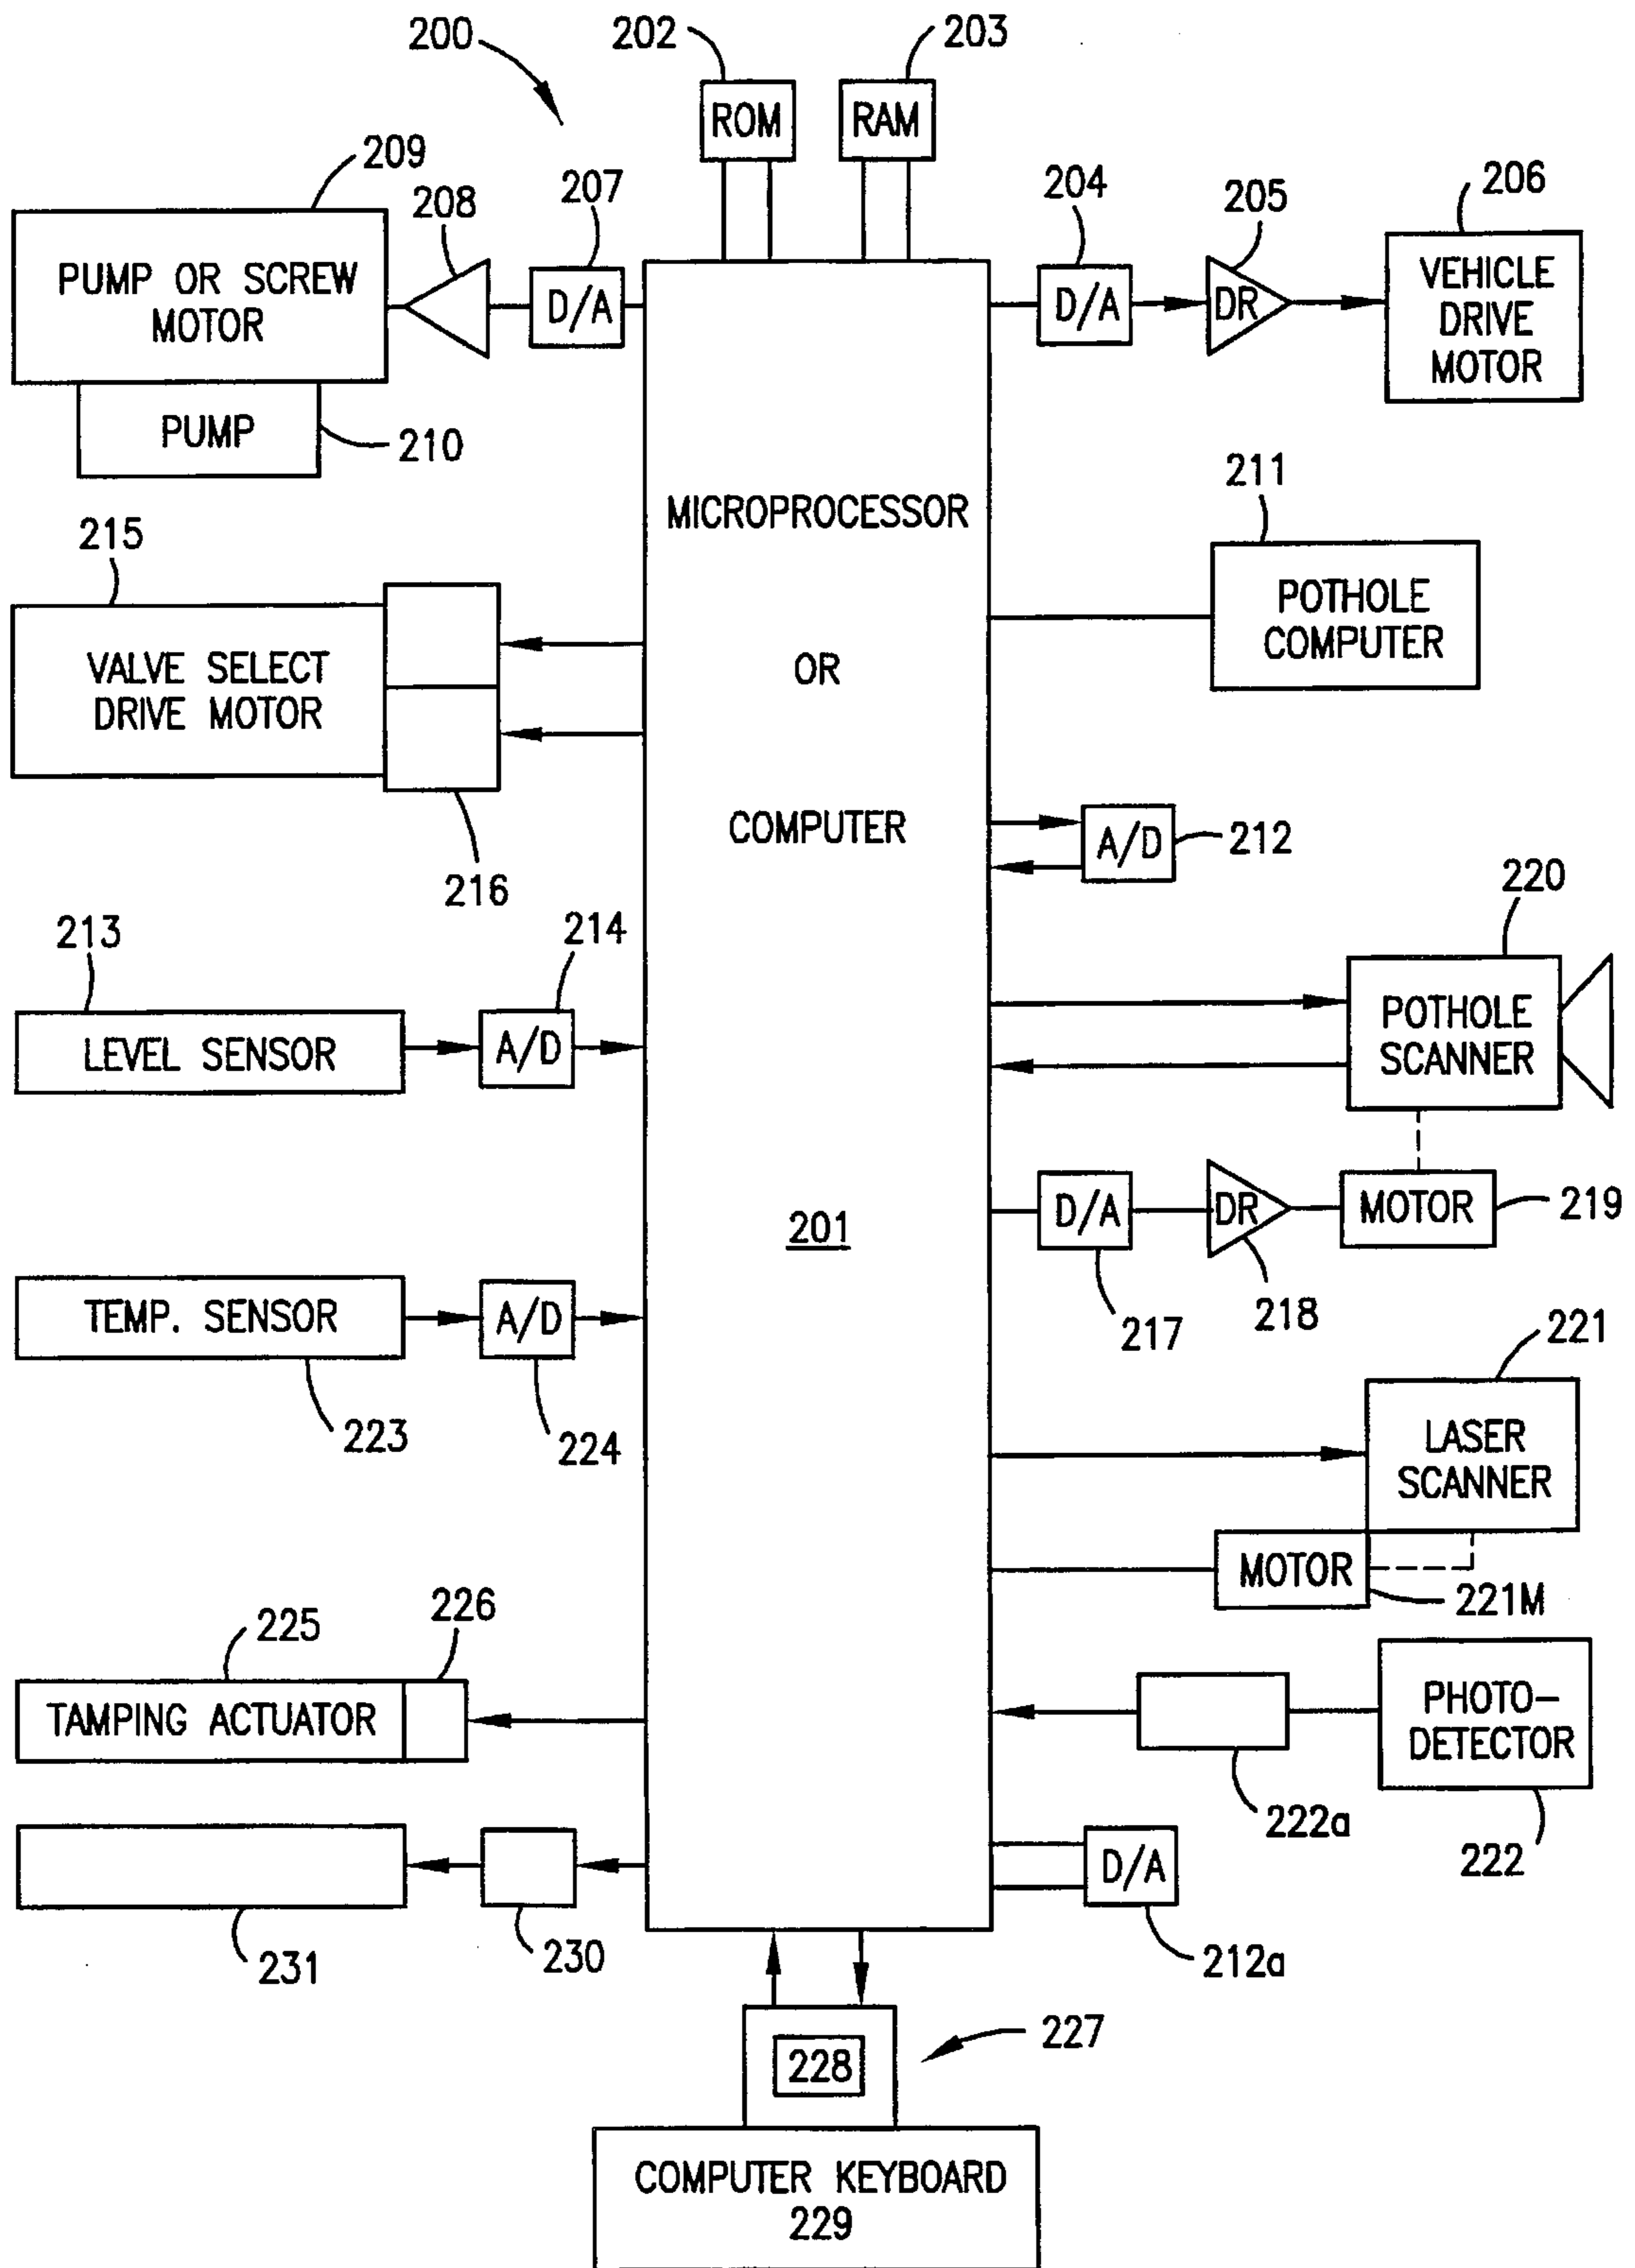 200
202
203
ROM
RAM
209
208
207
204
205
206
PUMP OR SCREW
MOTOR
D/A
D/A
DR
VEHICLE
DRIVE
MOTOR
PUMP
210
211
MICROPROCESSOR
OR
COMPUTER
201
215
VALVE SELECT
DRIVE MOTOR
216
POTHOLE
COMPUTER
A/D
212
213
214
LEVEL SENSOR
A/D
220
POTHOLE
SCANNER
D/A
DR
MOTOR
219
217
218
TEMP. SENSOR
A/D
223
224
221
LASER
SCANNER
MOTOR
221M
225
226
TAMPING ACTUATOR
PHOTO-
DETECTOR
222a
222
231
230
D/A
212a
228
227
COMPUTER KEYBOARD
229